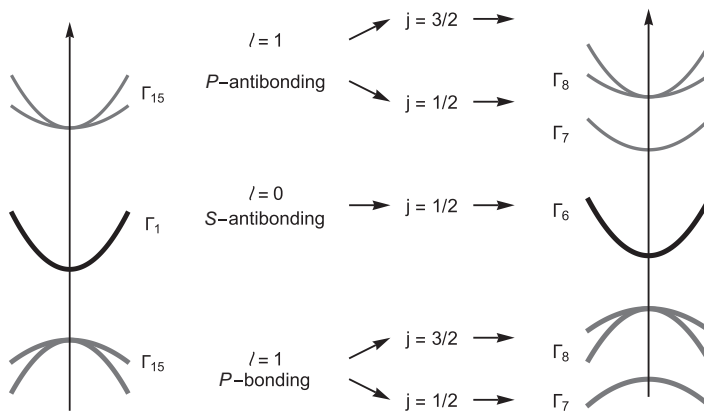 ℓ = 1
j = 3/2
Γ15
P−antibonding
Γ8
j = 1/2
Γ7
ℓ = 0
Γ1
S−antibonding
j = 1/2
Γ6
j = 3/2
Γ15
ℓ = 1
Γ8
P−bonding
j = 1/2
Γ7